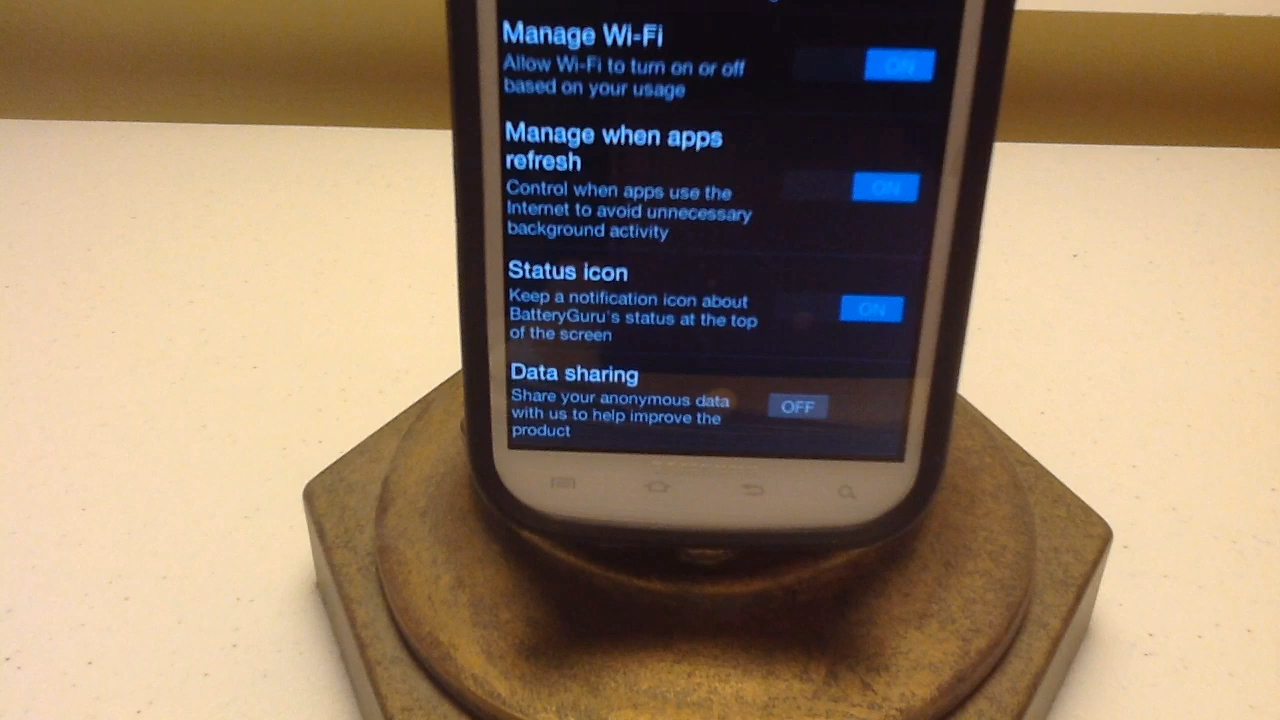 Manage Wi-Fi
Allow Wi-Fi to turn on or off
based on your usage
ON
Manage when apps
refresh
Control when apps use the
Internet to avoid unnecessary
background activity
ON
Status icon
Keep a notification icon about
BatteryGuru's status at the top
of the screen
ON
Data sharing
Share your anonymous data
with us to help improve the
product
OFF